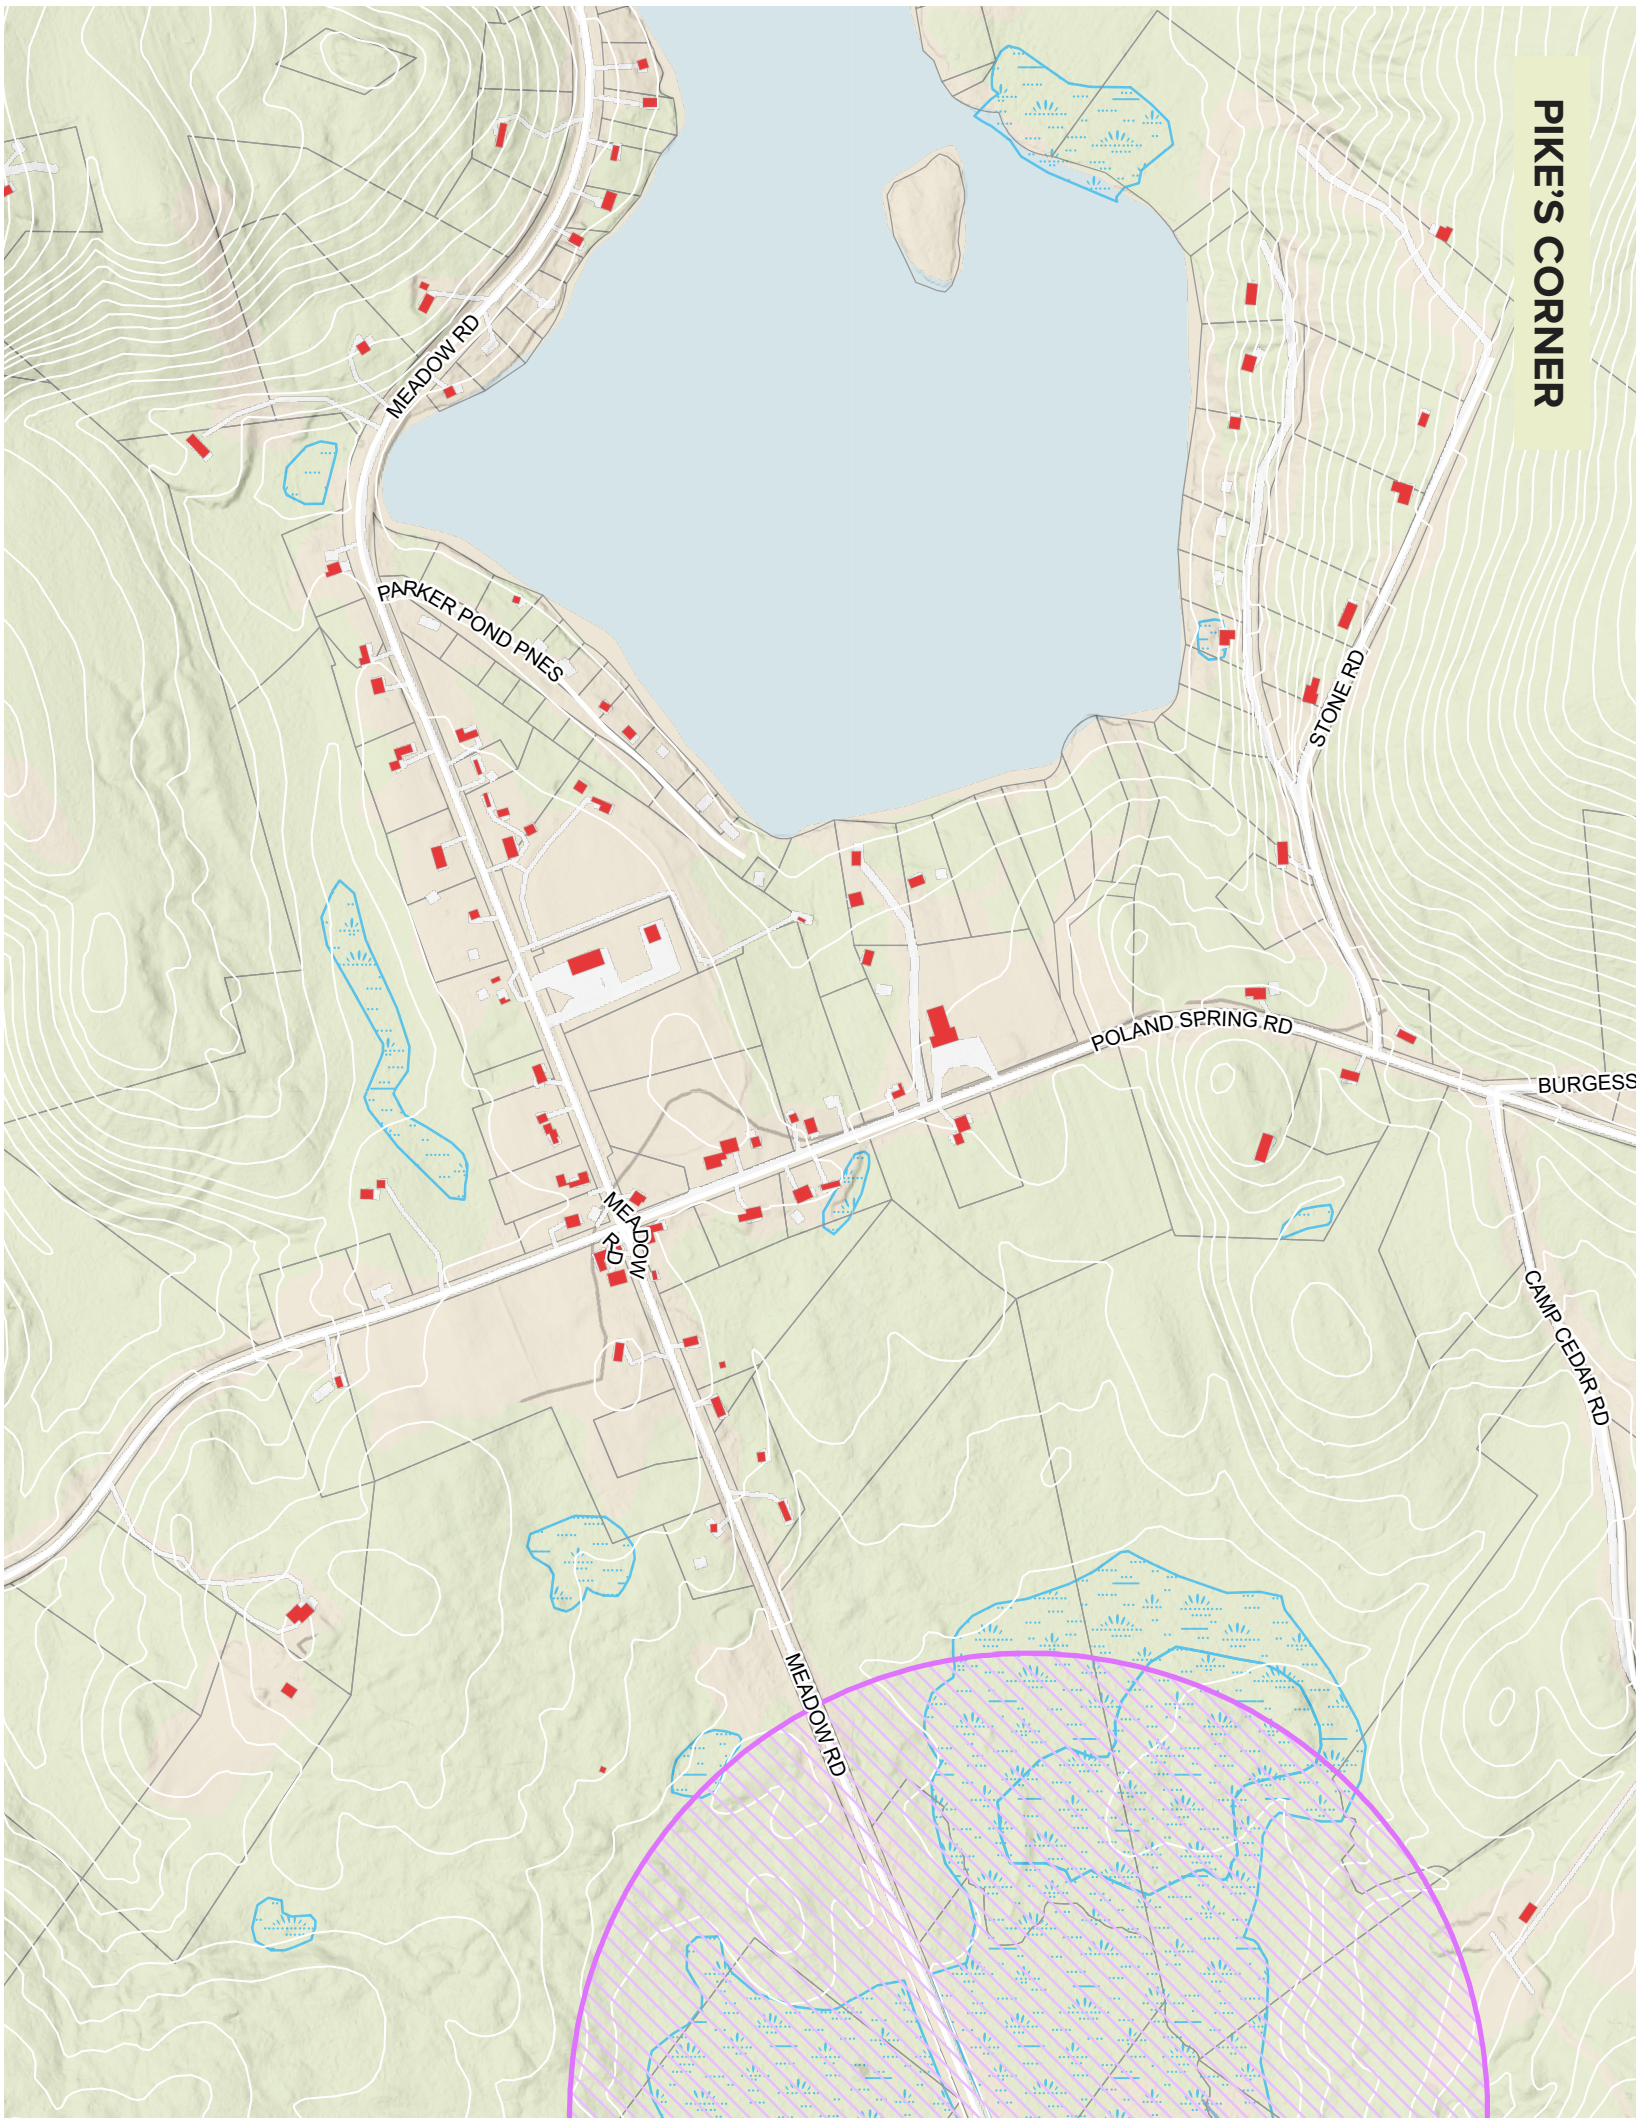 PIKE'S CORNER
MEADOW RD
PARKER POND PNES
STONE RD
POLAND SPRING RD
BURGESS
MEADOW
RD
CAMP CEDAR RD
MEADOW RD